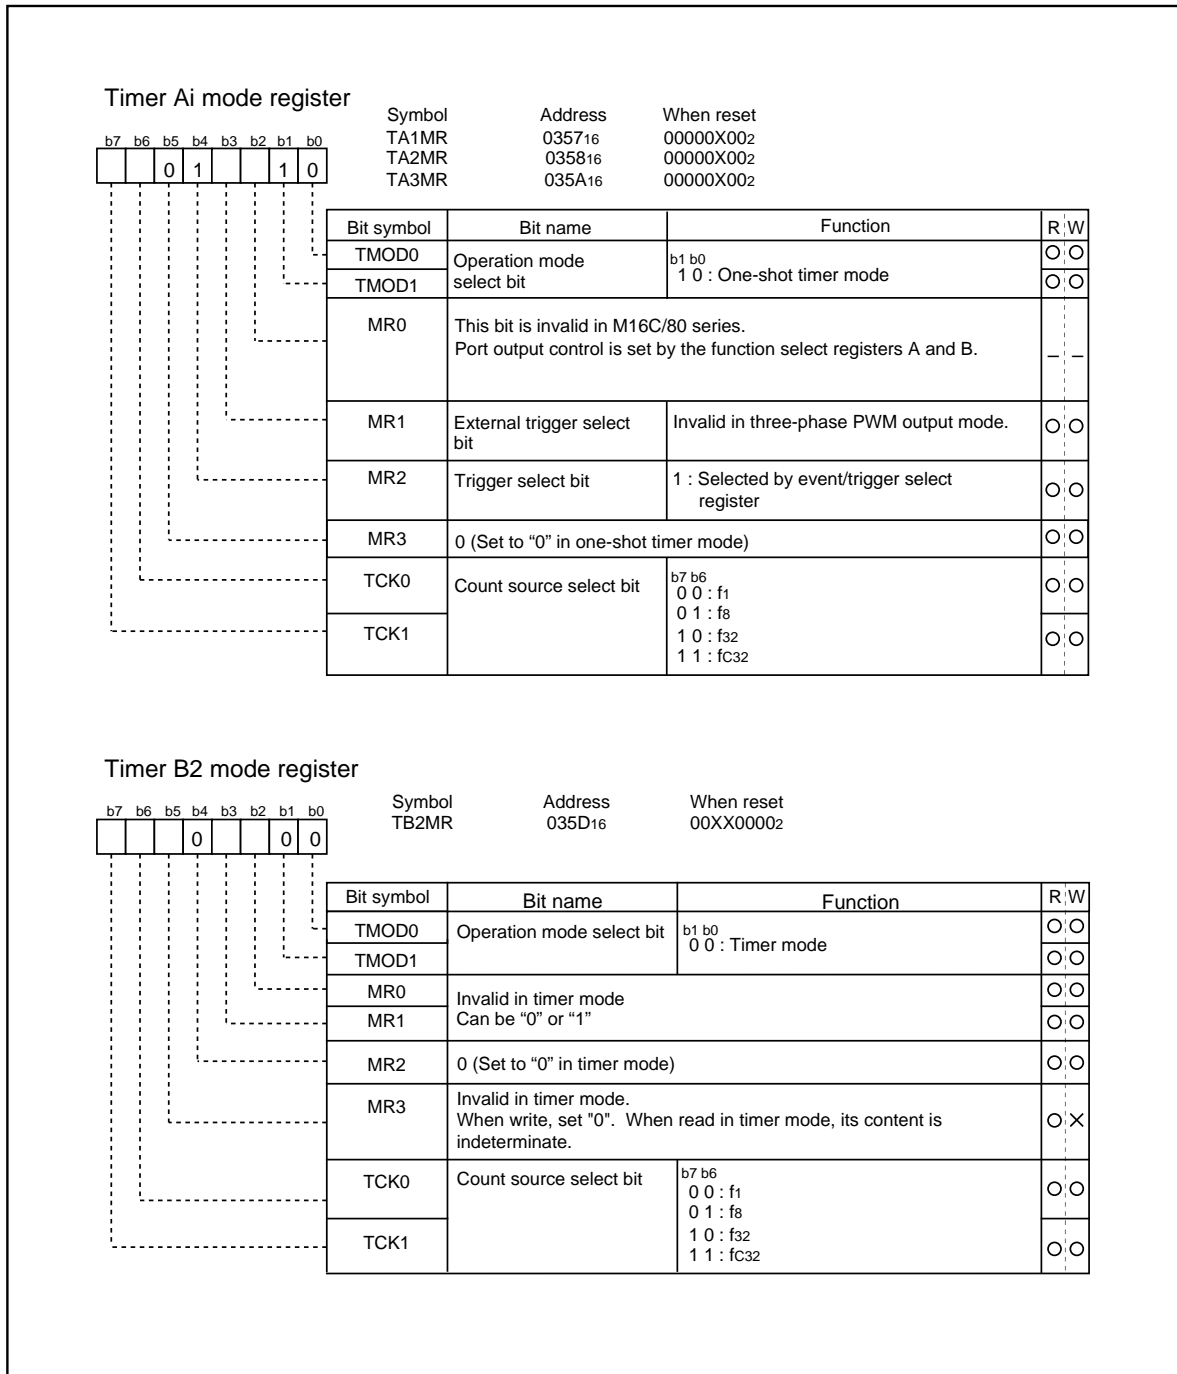 Timer Ai mode register
Symbol Address When reset
TA1MR 035716 00000X002
TA2MR 035816 00000X002
TA3MR 035A16 00000X002
b7 b6 b5 b4 b3 b2 b1 b0
0 1 1 0
Bit symbol Bit name Function R W
TMOD0 Operation mode select bit b1 b0
TMOD1 1 0 : One-shot timer mode
MR0 This bit is invalid in M16C/80 series.
Port output control is set by the function select registers A and B. – –
MR1 External trigger select bit Invalid in three-phase PWM output mode.
MR2 Trigger select bit 1 : Selected by event/trigger select
register
MR3 0 (Set to “0” in one-shot timer mode)
TCK0 Count source select bit b7 b6
0 0 : f1
0 1 : f8
TCK1 1 0 : f32
1 1 : fC32
Timer B2 mode register
Symbol Address When reset
TB2MR 035D16 00XX00002
b7 b6 b5 b4 b3 b2 b1 b0
0 0 0
Bit symbol Bit name Function R W
TMOD0 Operation mode select bit b1 b0
0 0 : Timer mode
TMOD1
MR0 Invalid in timer mode
MR1 Can be “0” or “1”
MR2 0 (Set to “0” in timer mode)
MR3 Invalid in timer mode.
When write, set "0". When read in timer mode, its content is
indeterminate.
TCK0 Count source select bit b7 b6
0 0 : f1
0 1 : f8
TCK1 1 0 : f32
1 1 : fC32